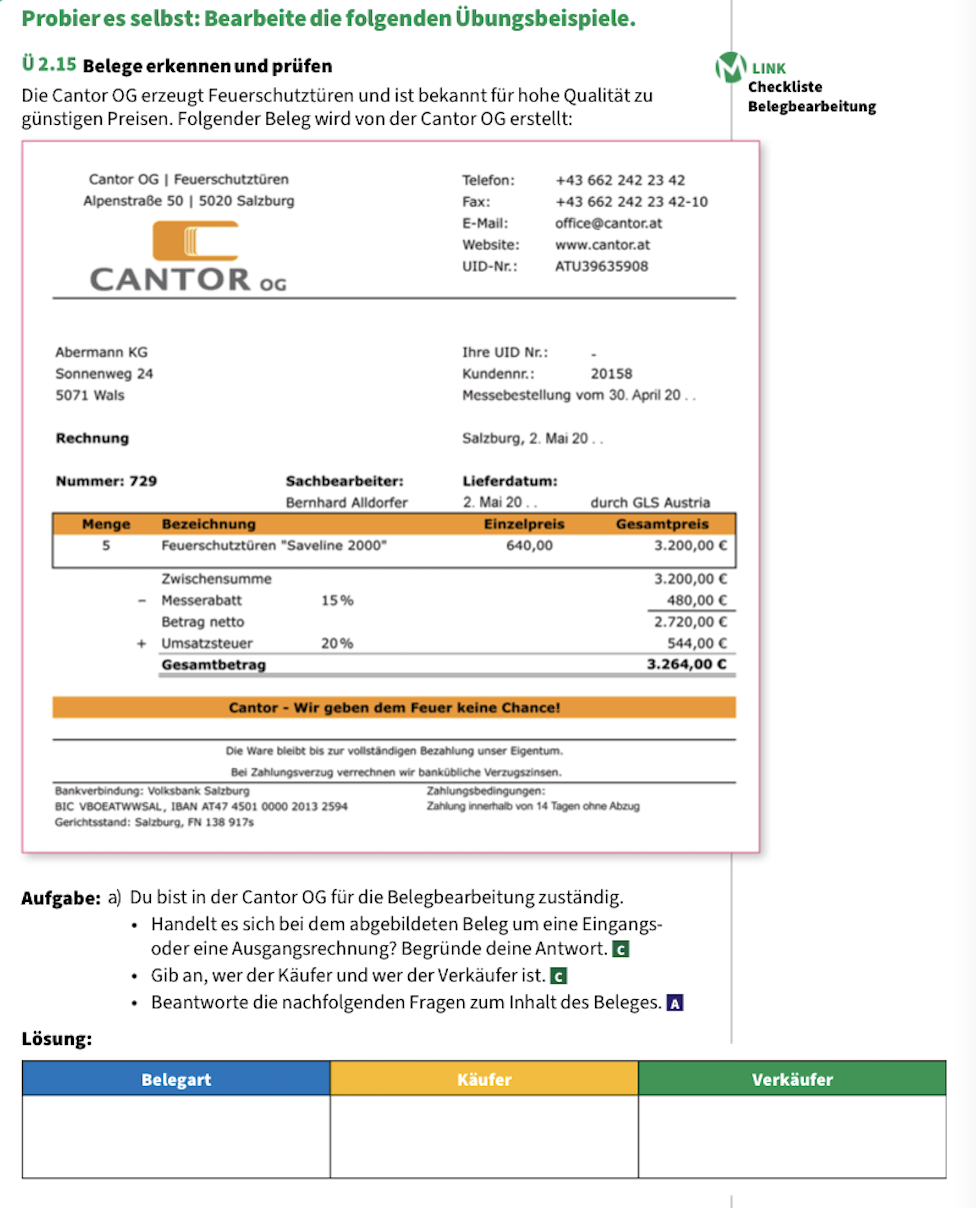 Probier es selbst: Bearbeite die folgenden Übungsbeispiele.
Ü 2.15 Belege erkennen und prüfen
Die Cantor OG erzeugt Feuerschutztüren und ist bekannt für hohe Qualität zu
günstigen Preisen. Folgender Beleg wird von der Cantor OG erstellt:
LINK
Checkliste
Belegbearbeitung
Cantor OG | Feuerschutztüren
Alpenstraße 50 | 5020 Salzburg
CANTOR OG
Telefon: +43 662 242 23 42
Fax: +43 662 242 23 42-10
E-Mail: office@cantor.at
Website: www.cantor.at
UID-Nr.: ATU39635908
Abermann KG
Sonnenweg 24
5071 Wals
Ihre UID Nr.: -
Kundennr.: 20158
Messebestellung vom 30. April 20 . .
Rechnung Salzburg, 2. Mai 20 . .
Nummer: 729 Sachbearbeiter: Lieferdatum:
Bernhard Alldorfer 2. Mai 20 . . durch GLS Austria
Menge Bezeichnung Einzelpreis Gesamtpreis
5 Feuerschutztüren "Saveline 2000" 640,00 3.200,00 €
Zwischensumme 3.200,00 €
– Messerabatt 15% 480,00 €
Betrag netto 2.720,00 €
+ Umsatzsteuer 20% 544,00 €
Gesamtbetrag 3.264,00 €
Cantor - Wir geben dem Feuer keine Chance!
Die Ware bleibt bis zur vollständigen Bezahlung unser Eigentum.
Bei Zahlungsverzug verrechnen wir bankübliche Verzugszinsen.
Bankverbindung: Volksbank Salzburg
BIC VBOEATWWSAL, IBAN AT47 4501 0000 2013 2594
Gerichtsstand: Salzburg, FN 138 917s
Zahlungsbedingungen:
Zahlung innerhalb von 14 Tagen ohne Abzug
Aufgabe: a) Du bist in der Cantor OG für die Belegbearbeitung zuständig.
• Handelt es sich bei dem abgebildeten Beleg um eine Eingangs-
oder eine Ausgangsrechnung? Begründe deine Antwort. C
• Gib an, wer der Käufer und wer der Verkäufer ist. C
• Beantworte die nachfolgenden Fragen zum Inhalt des Beleges. A
Lösung:
Belegart Käufer Verkäufer